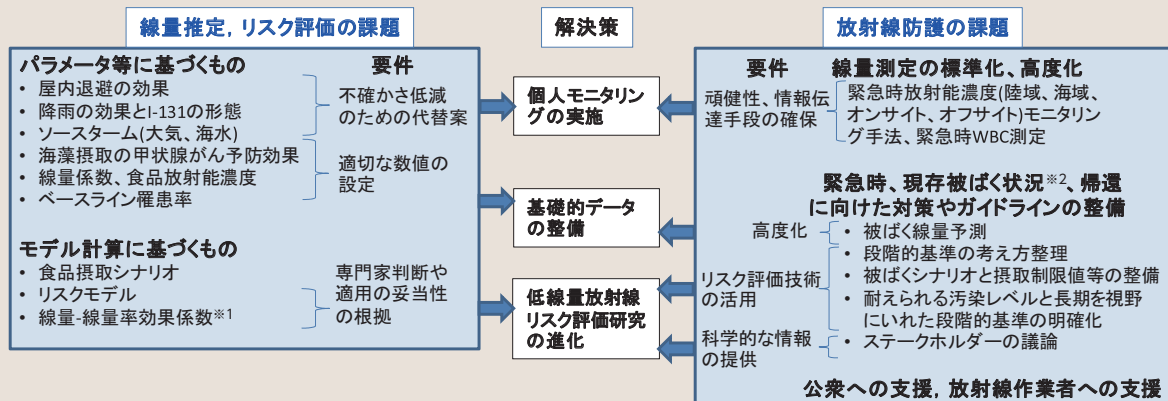 線量推定，リスク評価の課題
パラメータ等に基づくもの
要件
• 屋内退避の効果
• 降雨の効果とI-131の形態
• ソースターム(大気、海水)
• 海藻摂取の甲状腺がん予防効果
• 線量係数、食品放射能濃度
• ベースライン罹患率
不確かさ低減
のための代替案
適切な数値の
設定
モデル計算に基づくもの
• 食品摂取シナリオ
• リスクモデル
• 線量-線量率効果係数※1
専門家判断や
適用の妥当性
の根拠
解決策
個人モニタリン
グの実施
基礎的データ
の整備
低線量放射線
リスク評価研究
の進化
放射線防護の課題
要件
線量測定の標準化、高度化
頑健性、情報伝
達手段の確保
緊急時放射能濃度(陸域、海域、
オンサイト、オフサイト)モニタリン
グ手法、緊急時WBC測定
緊急時、現存被ばく状況※2、帰還
に向けた対策やガイドラインの整備
高度化
• 被ばく線量予測
リスク評価技術
の活用
• 段階的基準の考え方整理
• 被ばくシナリオと摂取制限値等の整備
• 耐えられる汚染レベルと長期を視野
にいれた段階的基準の明確化
科学的な情報
の提供
• ステークホルダーの議論
公衆への支援，放射線作業者への支援